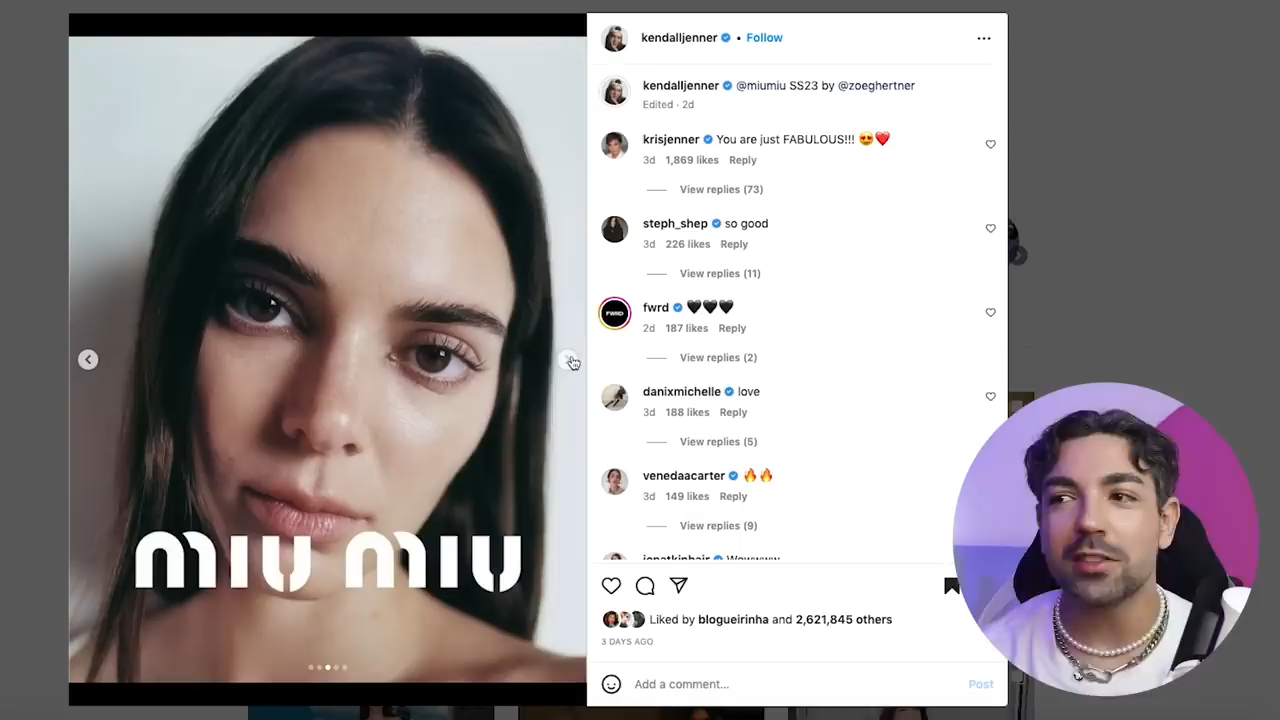 MIU MIU
kendalljenner • Follow
kendalljenner @miumiu SS23 by @zoeghertner
Edited · 2d
krisjenner You are just FABULOUS!!! 😍❤️
3d 1,869 likes Reply
View replies (73)
steph_shep so good
3d 226 likes Reply
View replies (11)
FWRD
fwrd 🖤🖤🖤
2d 187 likes Reply
View replies (2)
danixmichelle love
3d 188 likes Reply
View replies (5)
venedaacarter 🔥🔥
3d 149 likes Reply
View replies (9)
Liked by blogueirinha and 2,621,845 others
3 DAYS AGO
Add a comment...
Post